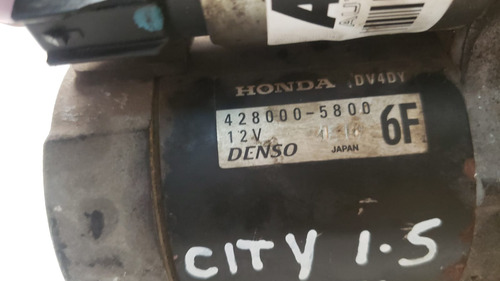 HONDA DV4DY
428000-5800
12V 6F
DENSO JAPAN
CITY 1.5